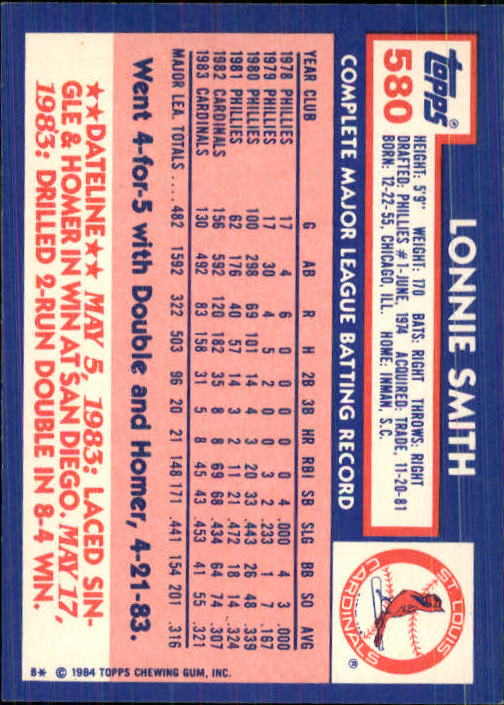 topps®
580
LONNIE SMITH
HEIGHT: 5'9" WEIGHT: 170 BATS: RIGHT THROWS: RIGHT
DRAFTED: PHILLIES #1-JUNE, 1974 ACQUIRED: TRADE, 11-20-81
BORN: 12-22-55, CHICAGO, ILL. HOME: INMAN, S.C.
ST. LOUIS
CARDINALS
®
COMPLETE MAJOR LEAGUE BATTING RECORD
YEAR CLUB G AB R H 2B 3B HR RBI SB SLG BB SO AVG
1978 PHILLIES 17 4 6 0 0 0 0 0 4 .000 4 3 .000
1979 PHILLIES 17 30 4 5 2 0 0 3 2 .233 1 7 .167
1980 PHILLIES 100 298 69 101 14 4 3 20 33 .443 26 48 .339
1981 PHILLIES 62 176 40 57 14 3 2 11 21 .472 18 14 .324
1982 CARDINALS 156 592 120 182 35 8 8 69 68 .434 64 74 .307
1983 CARDINALS 130 492 83 158 31 5 8 45 43 .453 41 55 .321
MAJOR LEA. TOTALS .... 482 1592 322 503 96 20 21 148 171 .441 154 201 .316
Went 4-for-5 with Double and Homer, 4-21-83.
★★DATELINE★★ MAY 5, 1983: LACED SIN-
GLE & HOMER IN WIN AT SAN DIEGO. MAY 17,
1983: DRILLED 2-RUN DOUBLE IN 8-4 WIN.
B* © 1984 TOPPS CHEWING GUM, INC.